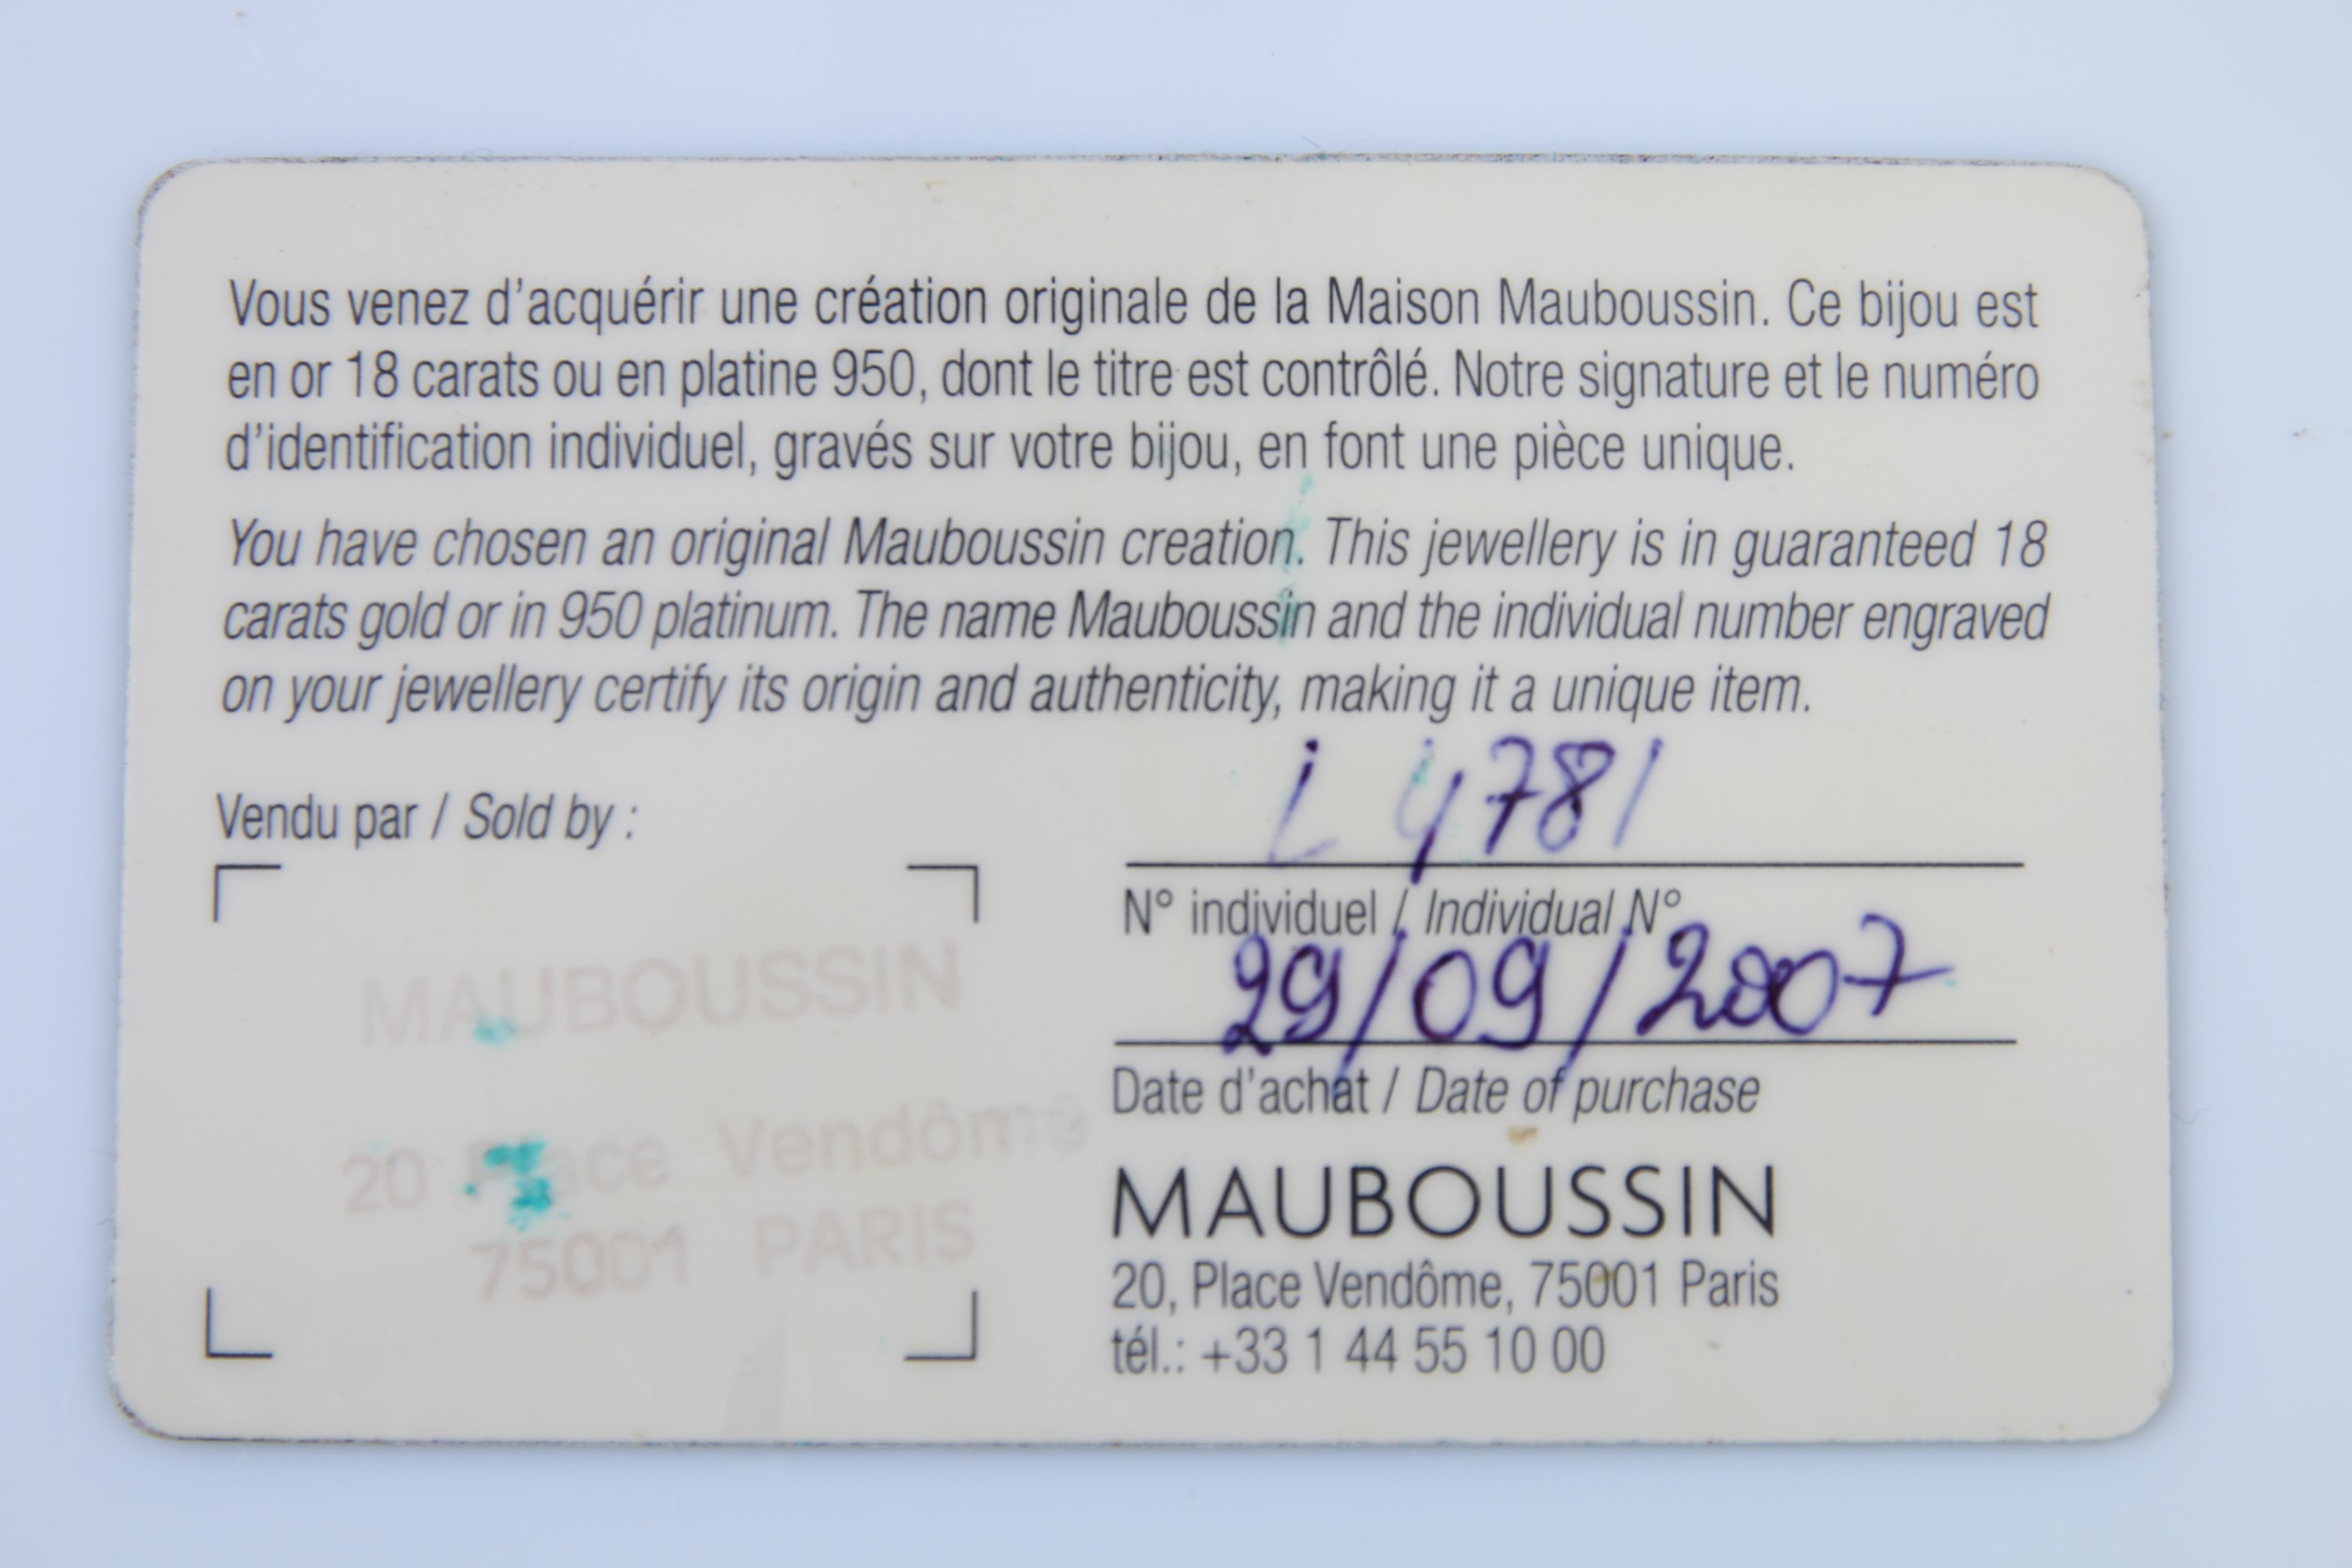 Vous venez d'acquérir une création originale de la Maison Mauboussin. Ce bijou est
en or 18 carats ou en platine 950, dont le titre est contrôlé. Notre signature et le numéro
d'identification individuel, gravés sur votre bijou, en font une pièce unique.
You have chosen an original Mauboussin creation. This jewellery is in guaranteed 18
carats gold or in 950 platinum. The name Mauboussin and the individual number engraved
on your jewellery certify its origin and authenticity, making it a unique item.
Vendu par / Sold by :
MAUBOUSSIN
20 Place Vendôme
75001 PARIS
L 4781
N° individuel / Individual N°
29/09/2007
Date d'achat / Date of purchase
MAUBOUSSIN
20, Place Vendôme, 75001 Paris
tél.: +33 1 44 55 10 00